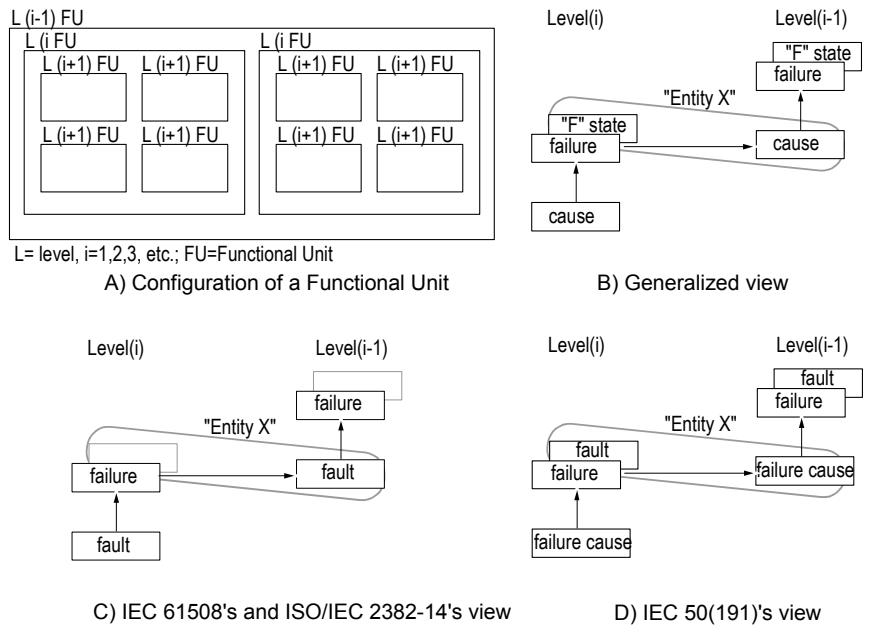 L (i-1) FU
L (i FU
L (i FU
L (i+1) FU
L (i+1) FU
L (i+1) FU
L (i+1) FU
L (i+1) FU
L (i+1) FU
L (i+1) FU
L (i+1) FU
L= level, i=1,2,3, etc.; FU=Functional Unit
A) Configuration of a Functional Unit
Level(i)
Level(i-1)
"F" state
failure
"Entity X"
"F" state
failure
cause
cause
B) Generalized view
Level(i)
Level(i-1)
failure
"Entity X"
failure
fault
fault
C) IEC 61508's and ISO/IEC 2382-14's view
Level(i)
Level(i-1)
fault
failure
"Entity X"
fault
failure
failure cause
failure cause
D) IEC 50(191)'s view